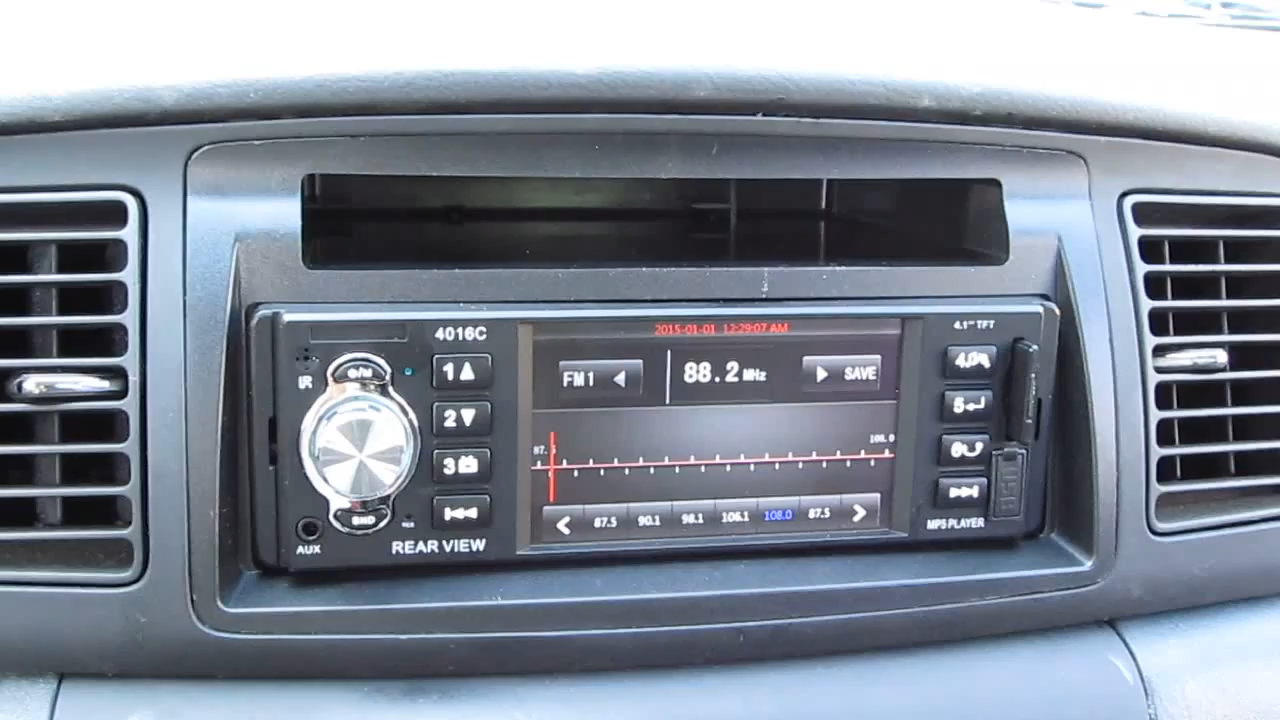 4016C
2015-01-01 12:29:07 AM
4.1" TFT
IR
1
FM1
88.2 MHz
SAVE
4
2
5
3
87.5
108.0
6
BND
87.5 90.1 98.1 106.1 108.0 87.5
AUX
REAR VIEW
MP5 PLAYER